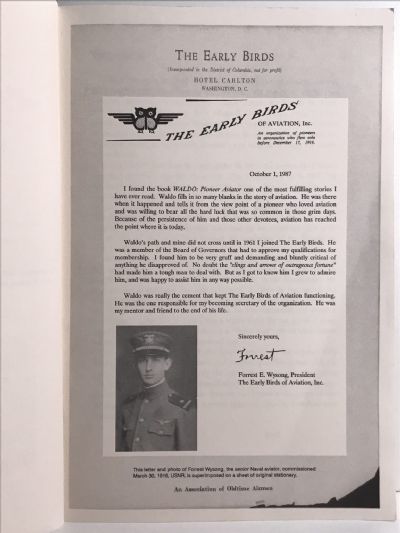 THE EARLY BIRDS
(Incorporated in the District of Columbia, not for profit)
HOTEL CARLTON
WASHINGTON, D. C.
THE EARLY BIRDS
OF AVIATION, Inc.
An organization of pioneers
in aeronautics who flew solo
before December 17, 1916.
October 1, 1987
I found the book WALDO: Pioneer Aviator one of the most fulfilling stories I
have ever read. Waldo fills in so many blanks in the story of aviation. He was there
when it happened and tells it from the view point of a pioneer who loved aviation
and was willing to bear all the hard luck that was so common in those grim days.
Because of the persistence of him and those other devotees, aviation has reached
the point where it is today.
Waldo's path and mine did not cross until in 1961 I joined The Early Birds. He
was a member of the Board of Governors that had to approve my qualifications for
membership. I found him to be very gruff and demanding and bluntly critical of
anything he disapproved of. No doubt the "slings and arrows of outrageous fortune"
had made him a tough man to deal with. But as I got to know him I grew to admire
him, and was happy to assist him in any way possible.
Waldo was really the cement that kept The Early Birds of Aviation functioning.
He was the one responsible for my becoming secretary of the organization. He was
my mentor and friend to the end of his life.
Sincerely yours,
Forrest
Forrest E. Wysong, President
The Early Birds of Aviation, Inc.
This letter and photo of Forrest Wysong, the senior Naval aviator, commissioned
March 30, 1918, USNR, is superimposed on a sheet of original stationary.
An Association of Oldtime Airmen